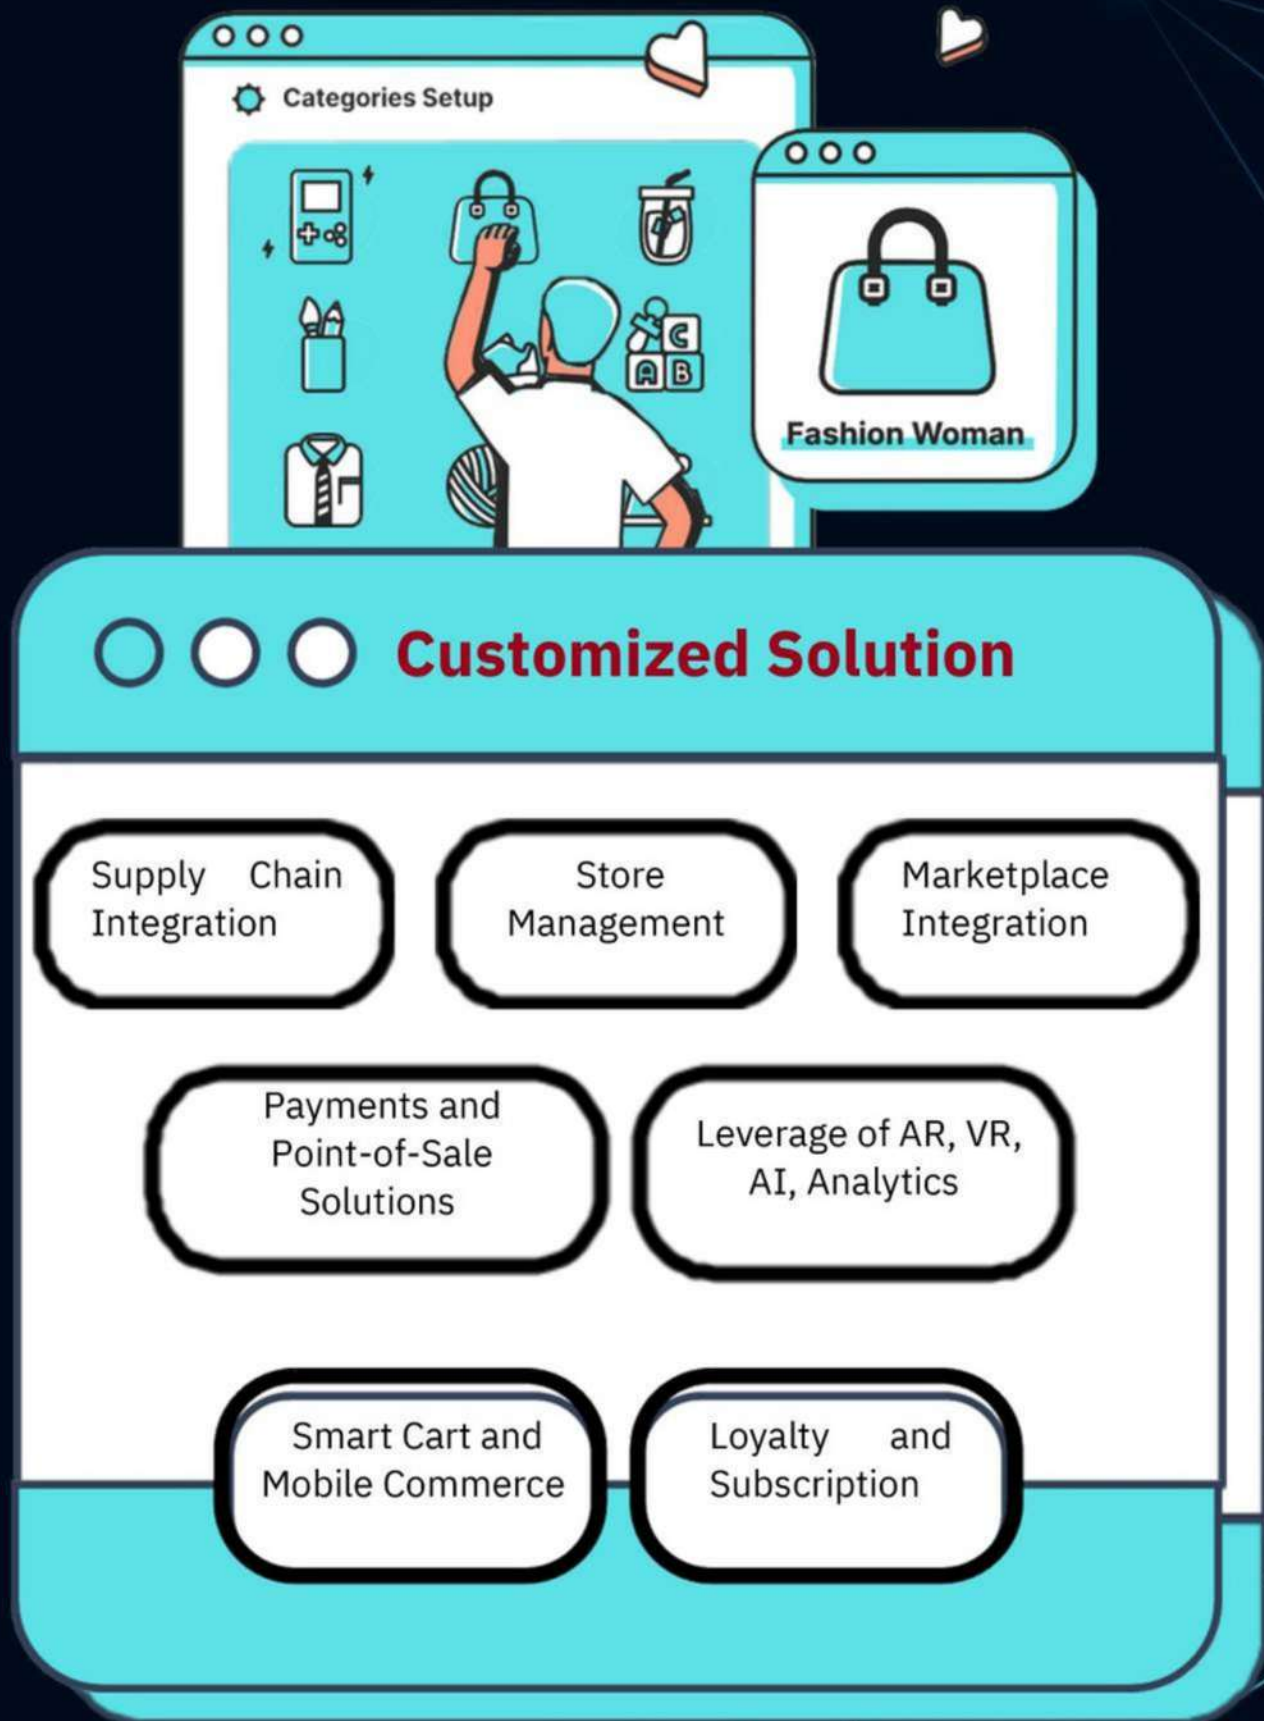 Categories Setup
C
A B
Fashion Woman
Customized Solution
Supply Chain
Integration
Store
Management
Marketplace
Integration
Payments and
Point-of-Sale
Solutions
Leverage of AR, VR,
AI, Analytics
Smart Cart and
Mobile Commerce
Loyalty and
Subscription